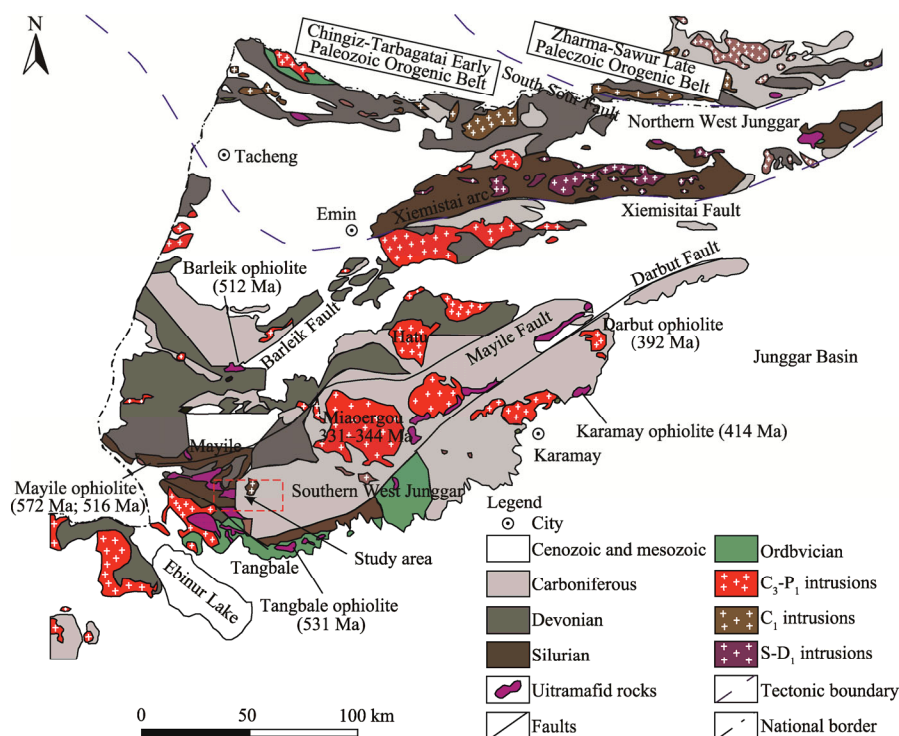 N
Chingiz-Tarbagatai Early
Paleozoic Orogenic Belt
Zharma-Sawur Late
Paleczoic Orogenic Belt
South Sour Fault
Northern West Junggar
Tacheng
Emin
Xiemistai arc
Xiemisitai Fault
Barleik ophiolite
(512 Ma)
Barleik Fault
Darbut Fault
Mayile Fault
Hatu
Darbut ophiolite
(392 Ma)
Junggar Basin
Miaoergou
331–344 Ma
Karamay ophiolite (414 Ma)
Karamay
Mayile
Mayile ophiolite
(572 Ma; 516 Ma)
Southern West Junggar
Study area
Tangbale
Tangbale ophiolite
(531 Ma)
Ebinur Lake
Legend
City
Cenozoic and mesozoic
Carboniferous
Devonian
Silurian
Uitramafid rocks
Faults
Ordbvician
C3-P1 intrusions
C1 intrusions
S-D1 intrusions
Tectonic boundary
National border
0 50 100 km